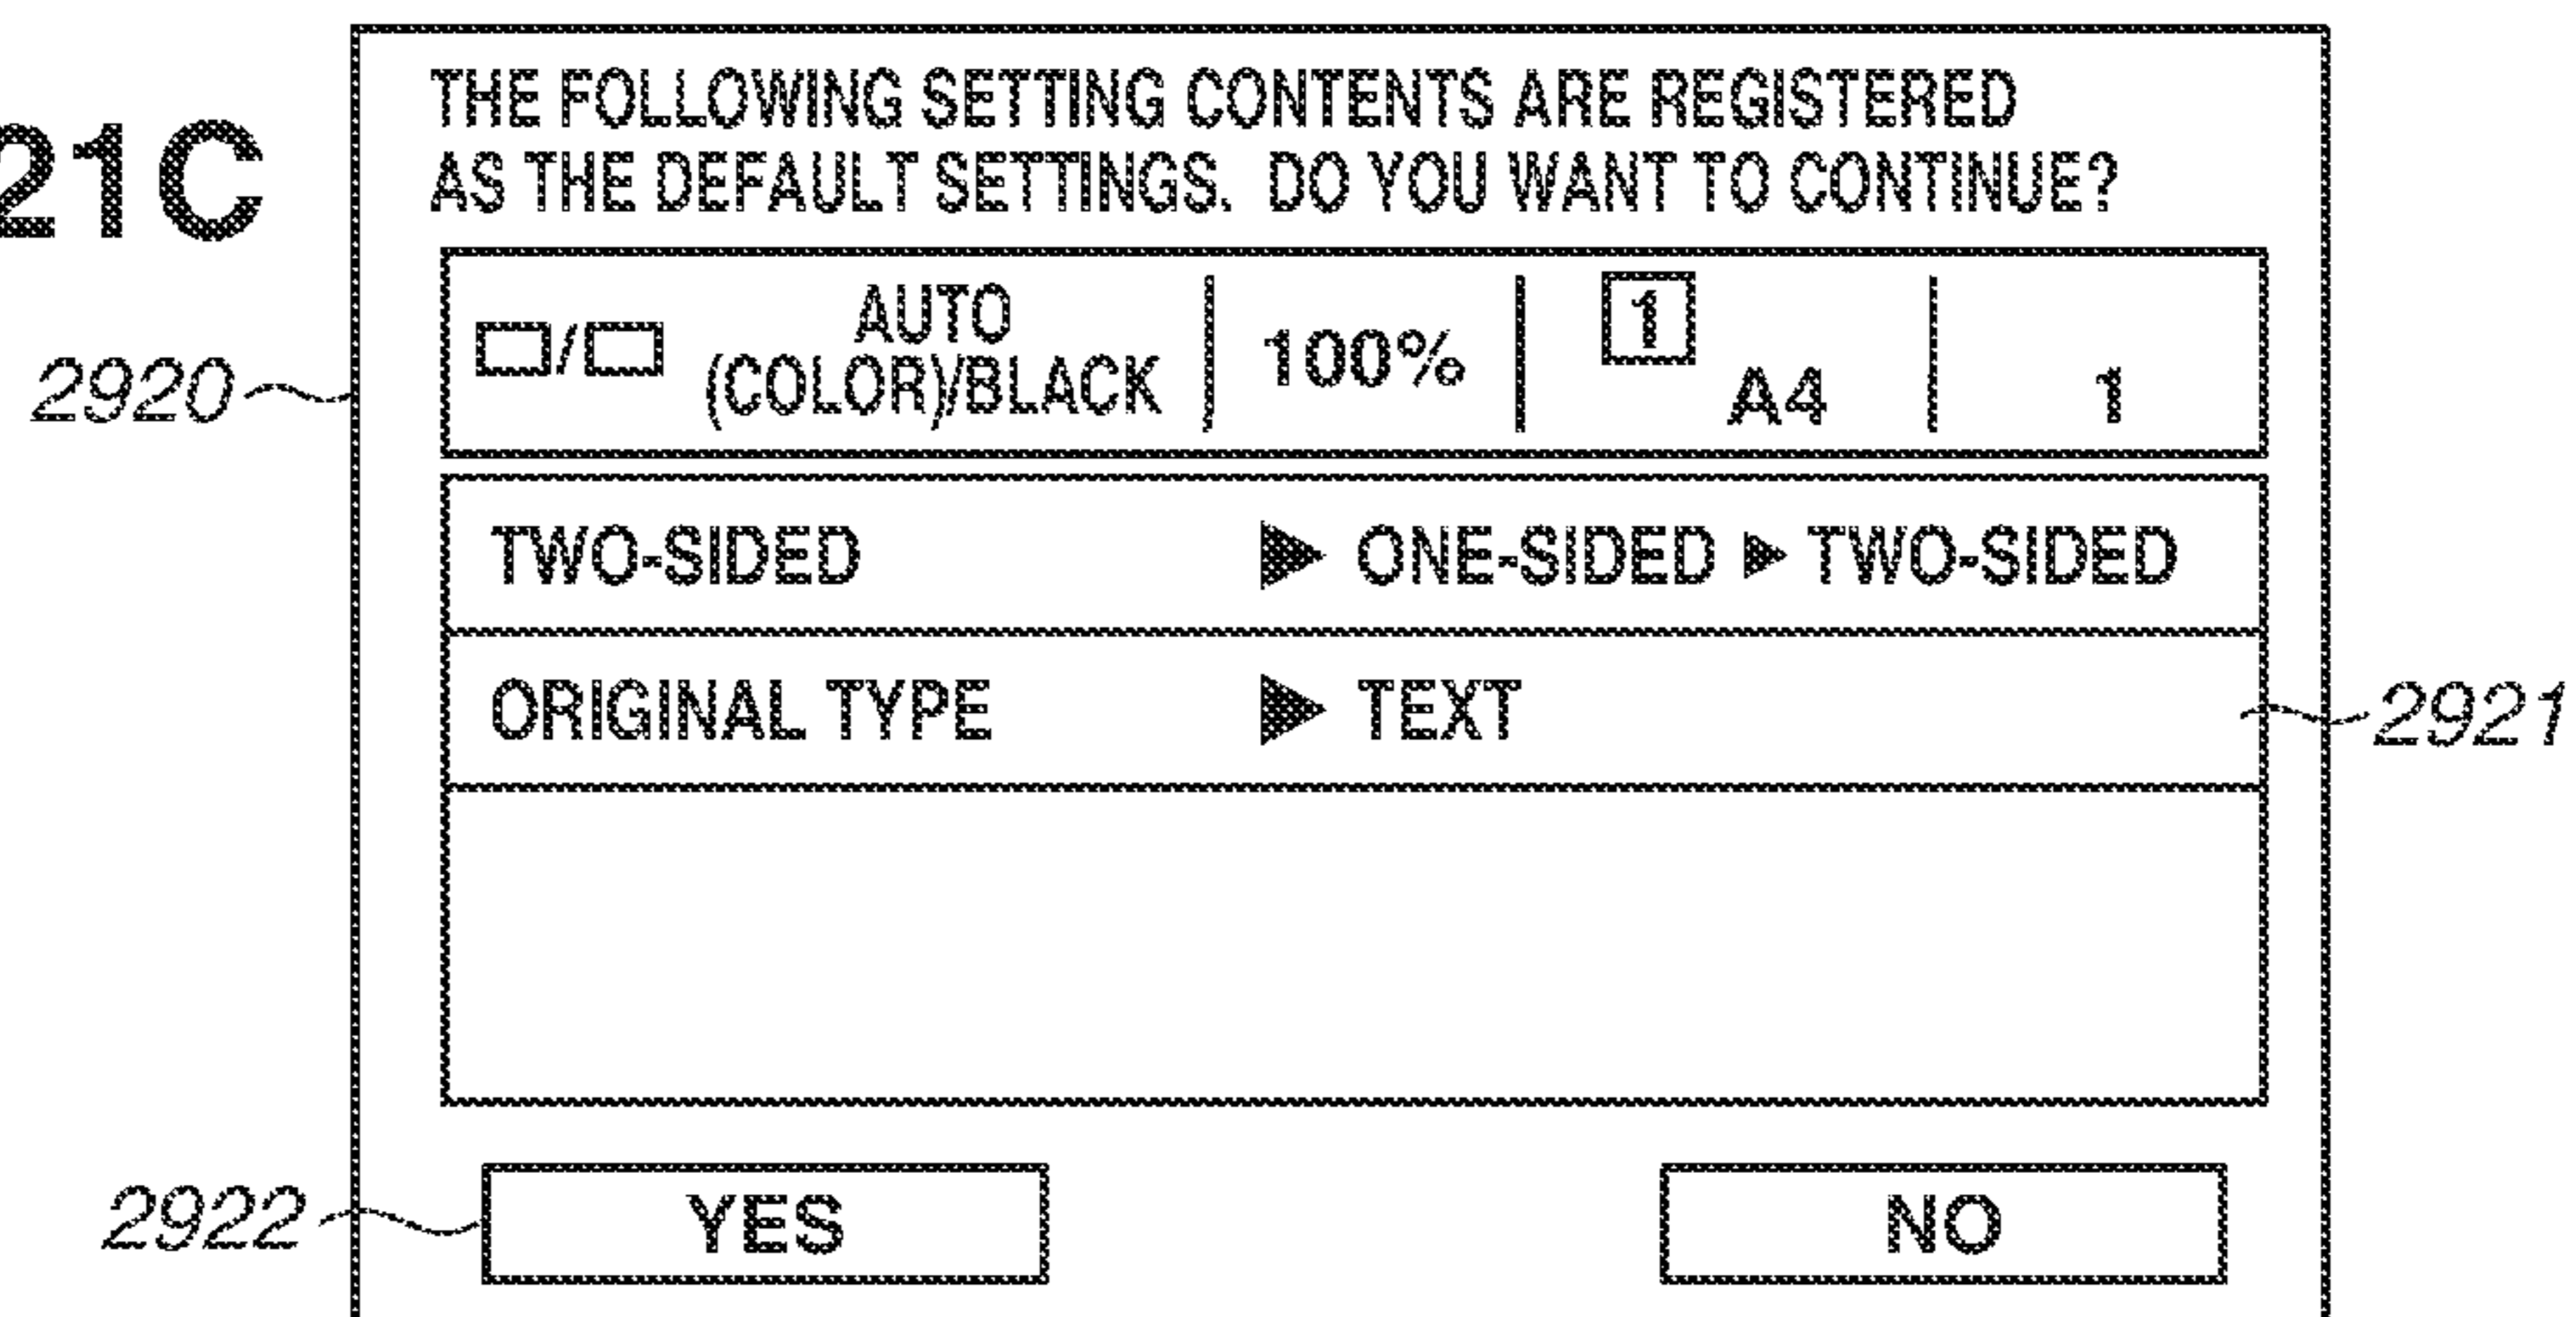 21C
THE FOLLOWING SETTING CONTENTS ARE REGISTERED
AS THE DEFAULT SETTINGS. DO YOU WANT TO CONTINUE?
2920
/ AUTO (COLOR)/BLACK 100% 1 A4 1
TWO-SIDED ▶ ONE-SIDED ▶ TWO-SIDED
ORIGINAL TYPE ▶ TEXT
2921
2922
YES NO